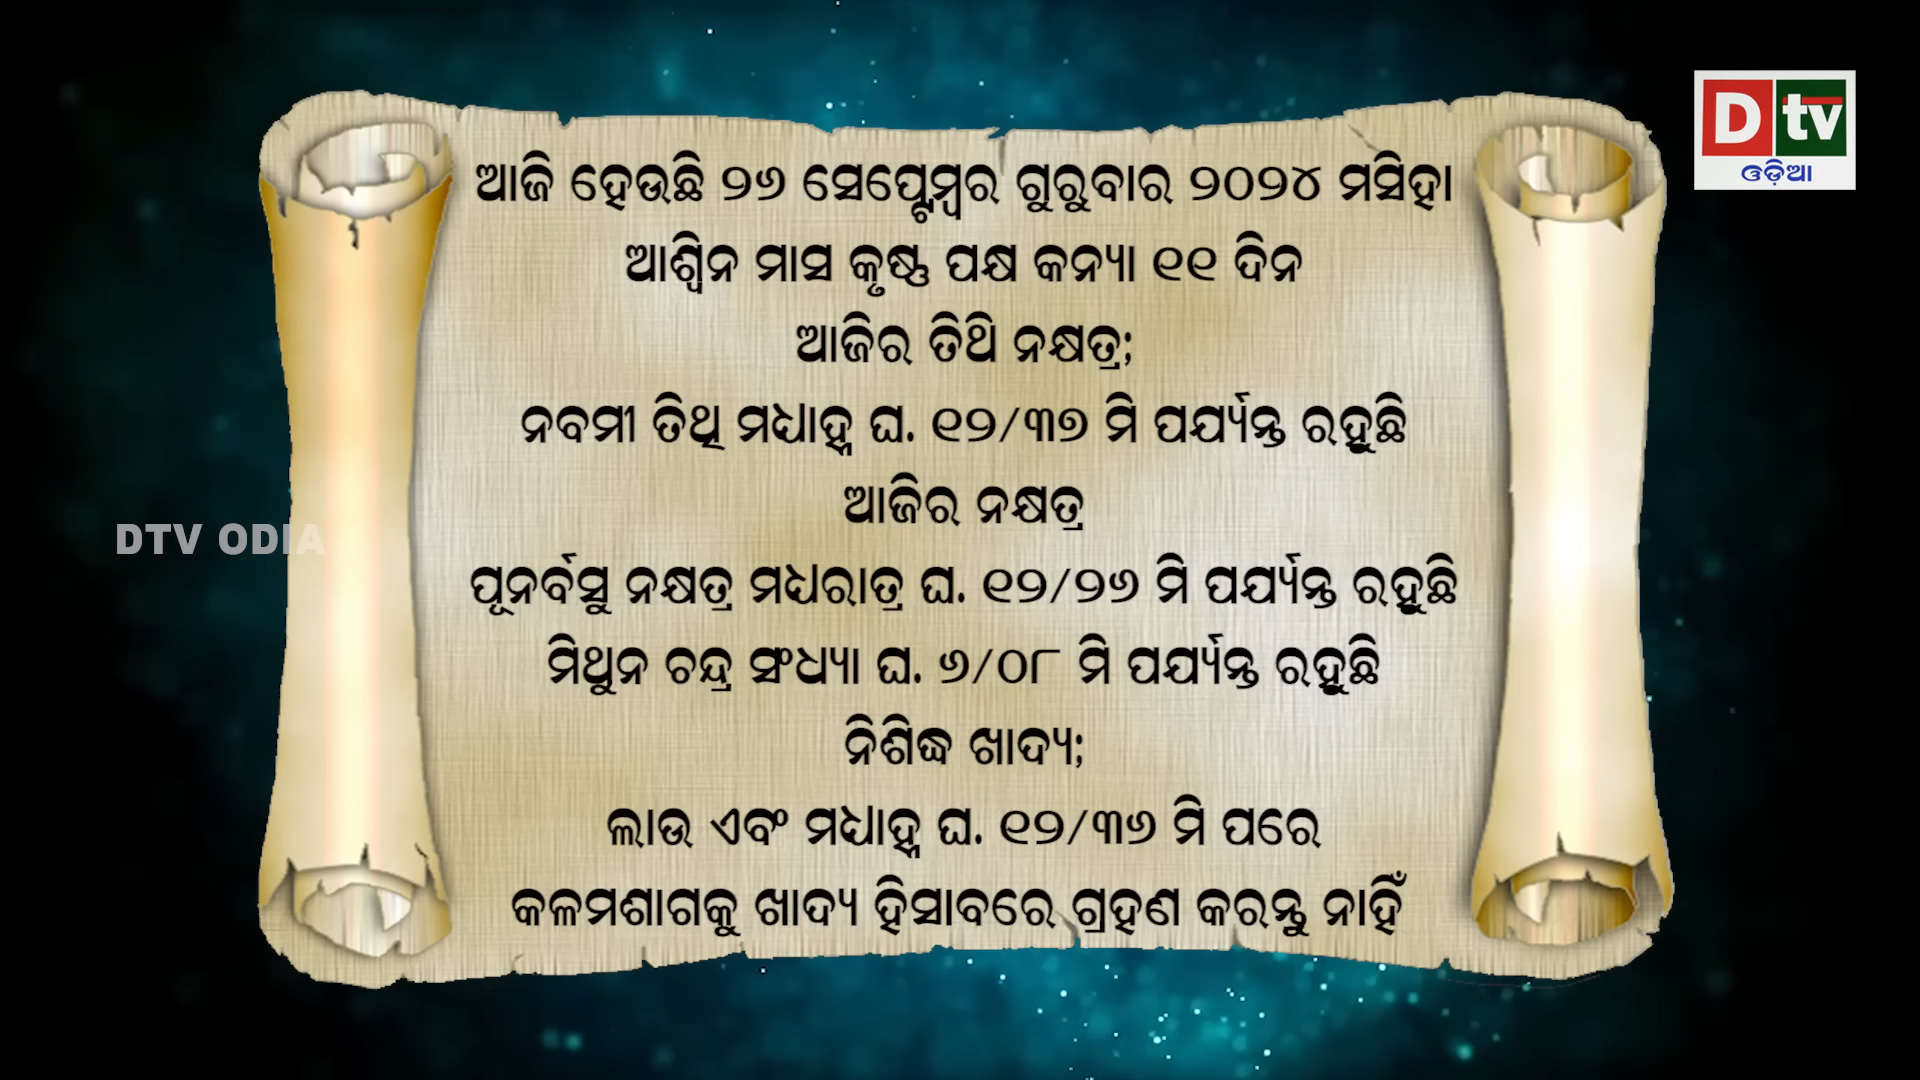 D tv
ଓଡ଼ିଆ
ଆଜି ହେଉଛି ୨୬ ସେପ୍ଟେମ୍ବର ଗୁରୁବାର ୨୦୨୪ ମସିହା
ଆଶ୍ୱିନ ମାସ କୃଷ୍ଣ ପକ୍ଷ କନ୍ୟା ୧୧ ଦିନ
ଆଜିର ତିଥି ନକ୍ଷତ୍ର;
ନବମୀ ତିଥି ମଧ୍ୟାହ୍ନ ଘ. ୧୨/୩୭ ମି ପର୍ଯ୍ୟନ୍ତ ରହୁଛି
ଆଜିର ନକ୍ଷତ୍ର
ପୂନର୍ବସୁ ନକ୍ଷତ୍ର ମଧ୍ୟରାତ୍ର ଘ. ୧୨/୨୬ ମି ପର୍ଯ୍ୟନ୍ତ ରହୁଛି
ମିଥୁନ ଚନ୍ଦ୍ର ସଂଧ୍ୟା ଘ. ୬/୦୮ ମି ପର୍ଯ୍ୟନ୍ତ ରହୁଛି
ନିଶିଦ୍ଧ ଖାଦ୍ୟ;
ଲାଉ ଏବଂ ମଧ୍ୟାହ୍ନ ଘ. ୧୨/୩୬ ମି ପରେ
କଳମଶାଗକୁ ଖାଦ୍ୟ ହିସାବରେ ଗ୍ରହଣ କରନ୍ତୁ ନାହିଁ
DTV ODIA